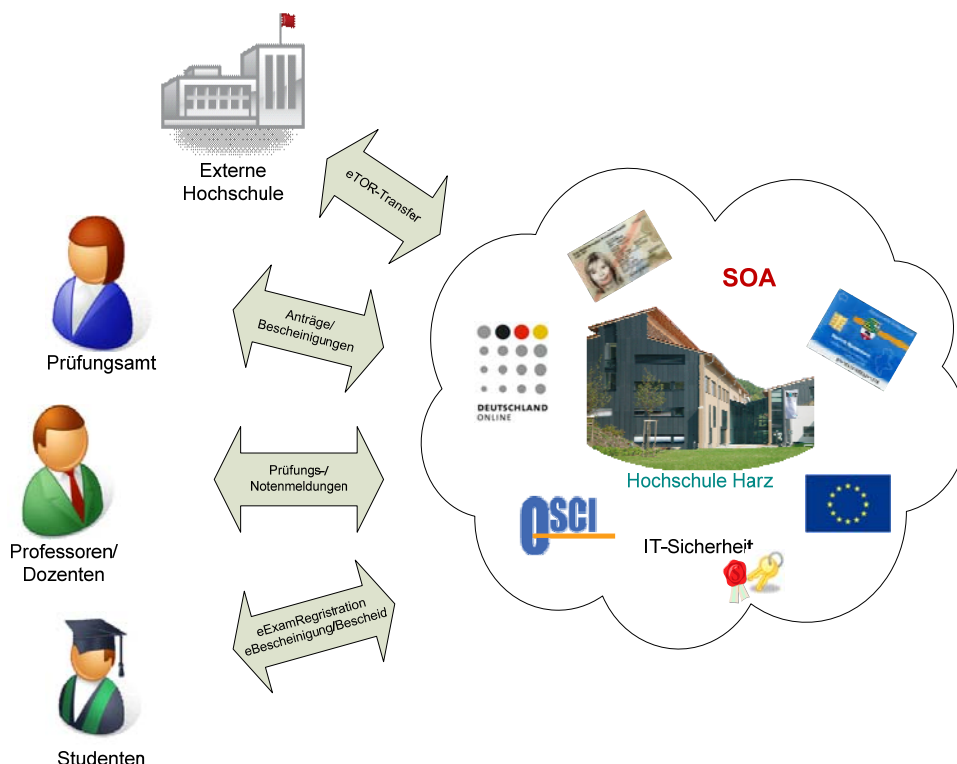 Externe
Hochschule
eTOR-Transfer
Prüfungsamt
Anträge/
Bescheinigungen
Professoren/
Dozenten
Prüfungs-/
Notenmeldungen
Studenten
eExamRegristration
eBescheinigung/Bescheid
SOA
DEUTSCHLAND
ONLINE
Hochschule Harz
OSCI
IT-Sicherheit